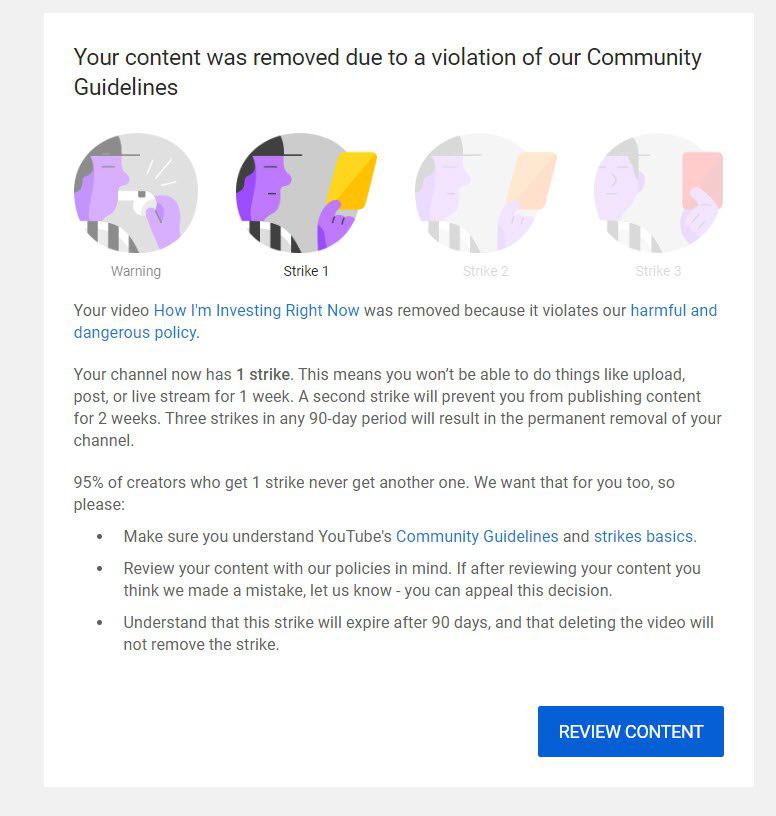 Your content was removed due to a violation of our Community
Guidelines
Warning
Strike 1
Strike 2
Strike 3
Your video How I'm Investing Right Now was removed because it violates our harmful and
dangerous policy.
Your channel now has 1 strike. This means you won’t be able to do things like upload,
post, or live stream for 1 week. A second strike will prevent you from publishing content
for 2 weeks. Three strikes in any 90-day period will result in the permanent removal of your
channel.
95% of creators who get 1 strike never get another one. We want that for you too, so
please:
• Make sure you understand YouTube's Community Guidelines and strikes basics.
• Review your content with our policies in mind. If after reviewing your content you
think we made a mistake, let us know - you can appeal this decision.
• Understand that this strike will expire after 90 days, and that deleting the video will
not remove the strike.
REVIEW CONTENT